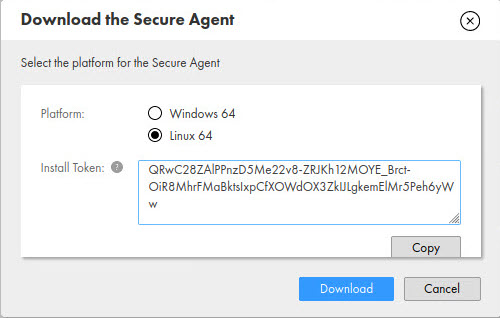 Download the Secure Agent
Select the platform for the Secure Agent
Platform: Windows 64
Linux 64
Install Token: ? QRwC28ZAlPPnzD5Me22v8-ZRJKh12MOYE_Brct-
OiR8MhrFMaBktsIxpCfXOWdOX3ZkIJLgkemElMr5Peh6yW
w
Copy
Download Cancel